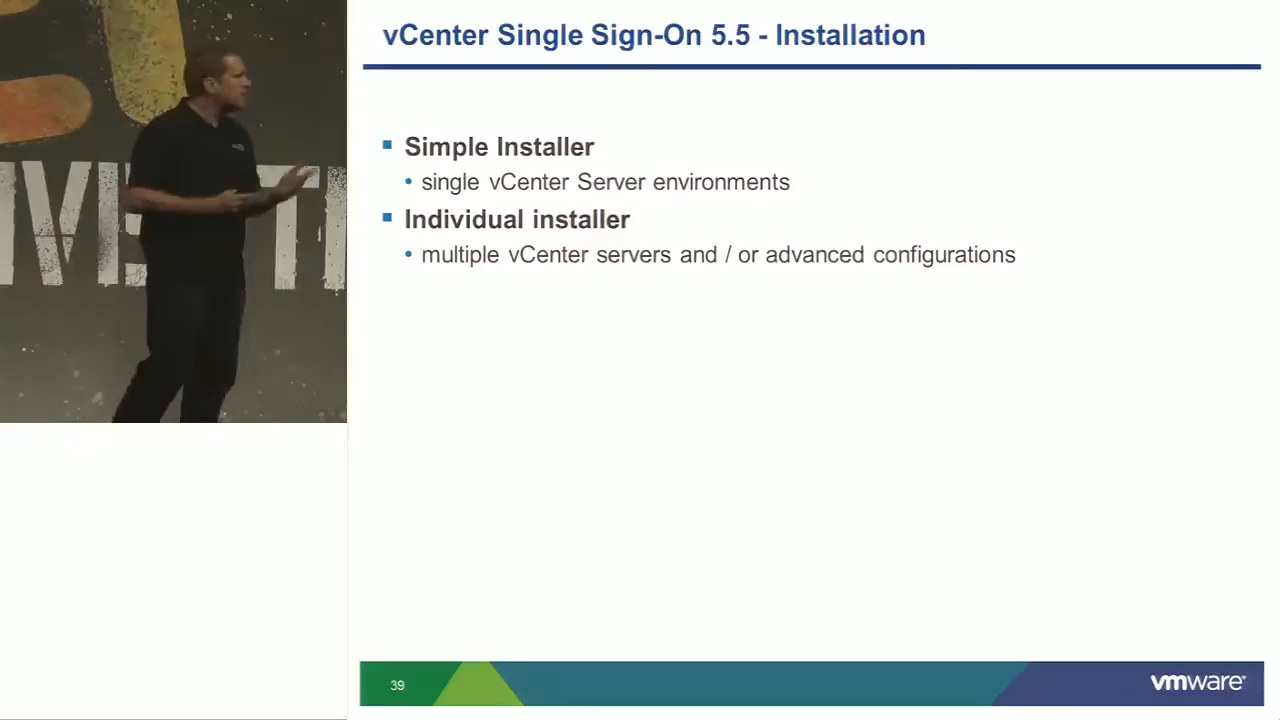 vCenter Single Sign-On 5.5 - Installation
Simple Installer
single vCenter Server environments
Individual installer
multiple vCenter servers and / or advanced configurations
39
vmware